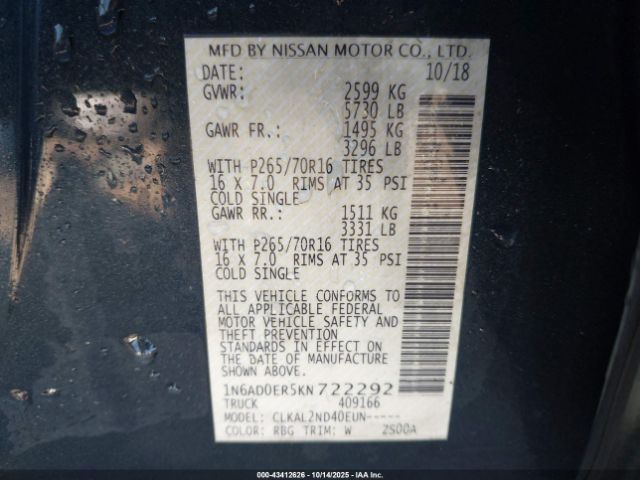 MFD BY NISSAN MOTOR CO., LTD.
DATE: 10/18
GVWR: 2599 KG
5730 LB
GAWR FR.: 1495 KG
3296 LB
WITH P265/70R16 TIRES
16 X 7.0 RIMS AT 35 PSI
COLD SINGLE
GAWR RR.: 1511 KG
3331 LB
WITH P265/70R16 TIRES
16 X 7.0 RIMS AT 35 PSI
COLD SINGLE
THIS VEHICLE CONFORMS TO
ALL APPLICABLE FEDERAL
MOTOR VEHICLE SAFETY AND
THEFT PREVENTION
STANDARDS IN EFFECT ON
THE DATE OF MANUFACTURE
SHOWN ABOVE.
1N6AD0ER5KN722292
TRUCK 409166
MODEL: CLKAL2ND40EUN-----
COLOR: RBG TRIM: W 2S00A
000-43412626 - 10/14/2025 - IAAI - COPART